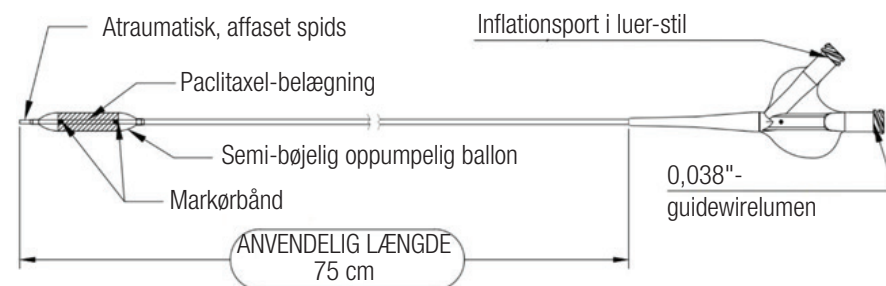 Atraumatisk, affaset spids
Inflationsport i luer-stil
Paclitaxel-belægning
Semi-bøjelig oppumpelig ballon
Markørbånd
0,038"-
guidewirelumen
ANVENDELIG LÆNGDE
75 cm